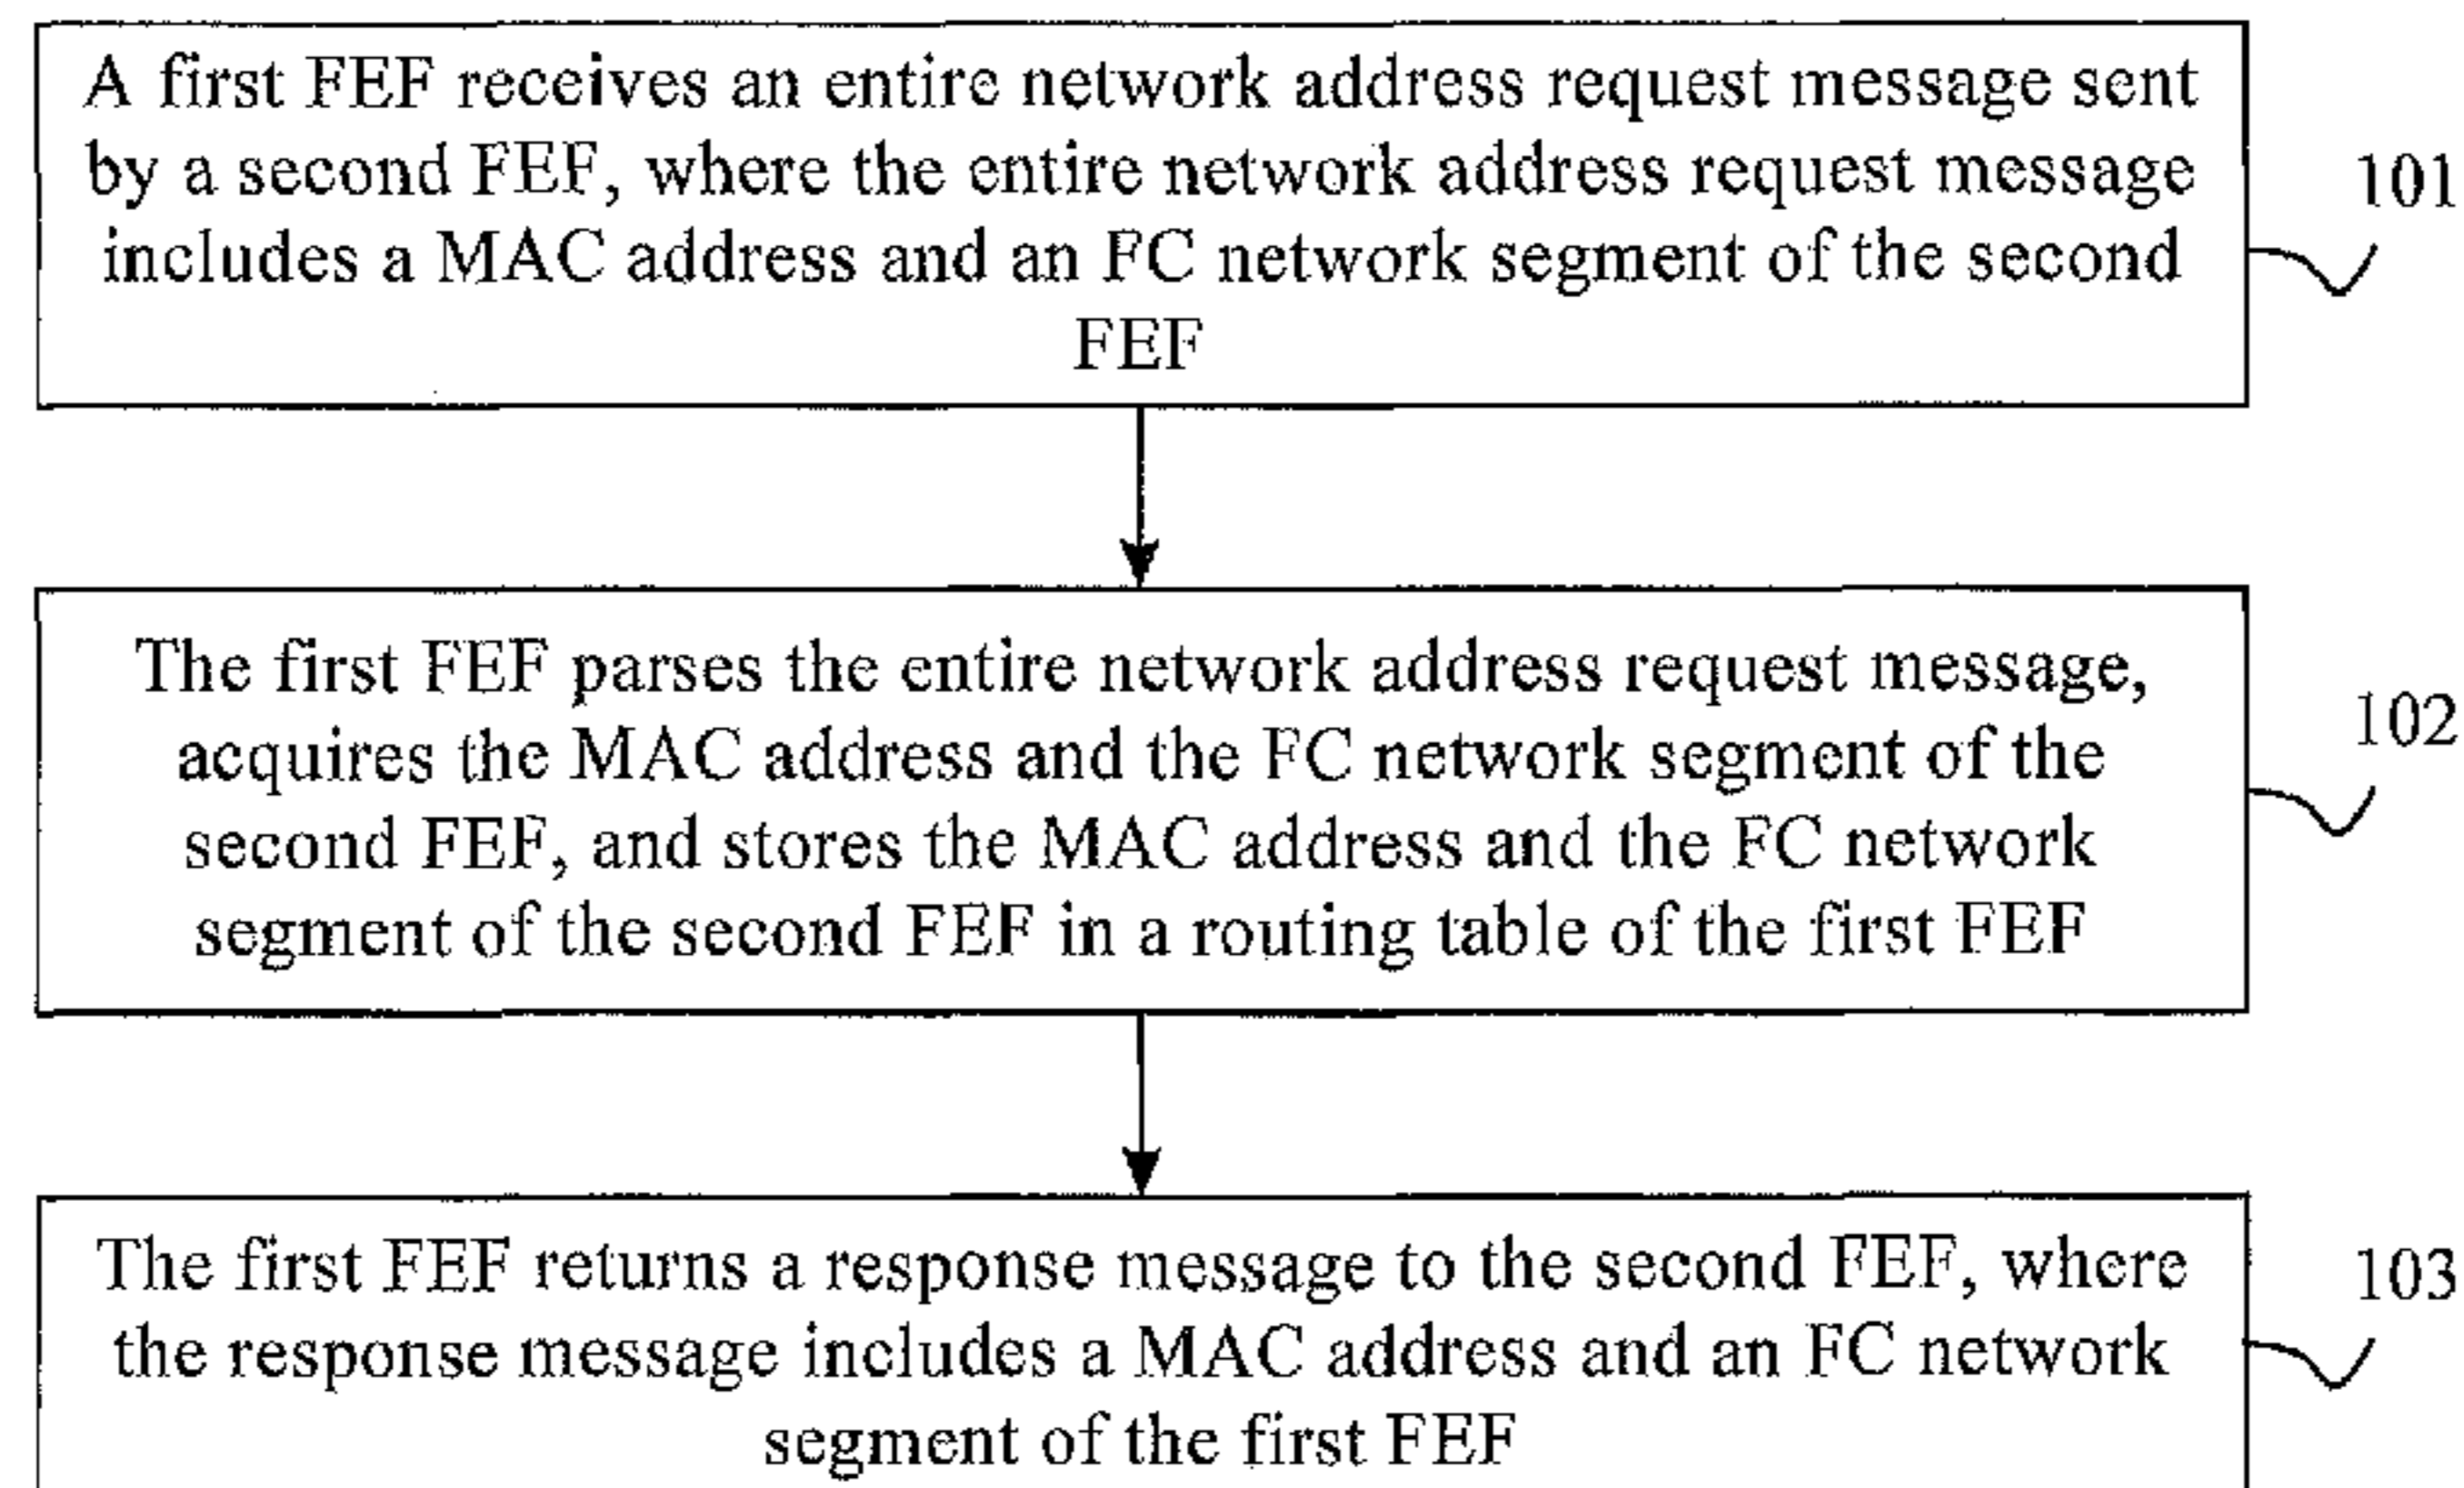 A first FEF receives an entire network address request message sent
by a second FEF, where the entire network address request message
includes a MAC address and an FC network segment of the second
FEF
101
The first FEF parses the entire network address request message,
acquires the MAC address and the FC network segment of the
second FEF, and stores the MAC address and the FC network
segment of the second FEF in a routing table of the first FEF
102
The first FEF returns a response message to the second FEF, where
the response message includes a MAC address and an FC network
segment of the first FEF
103